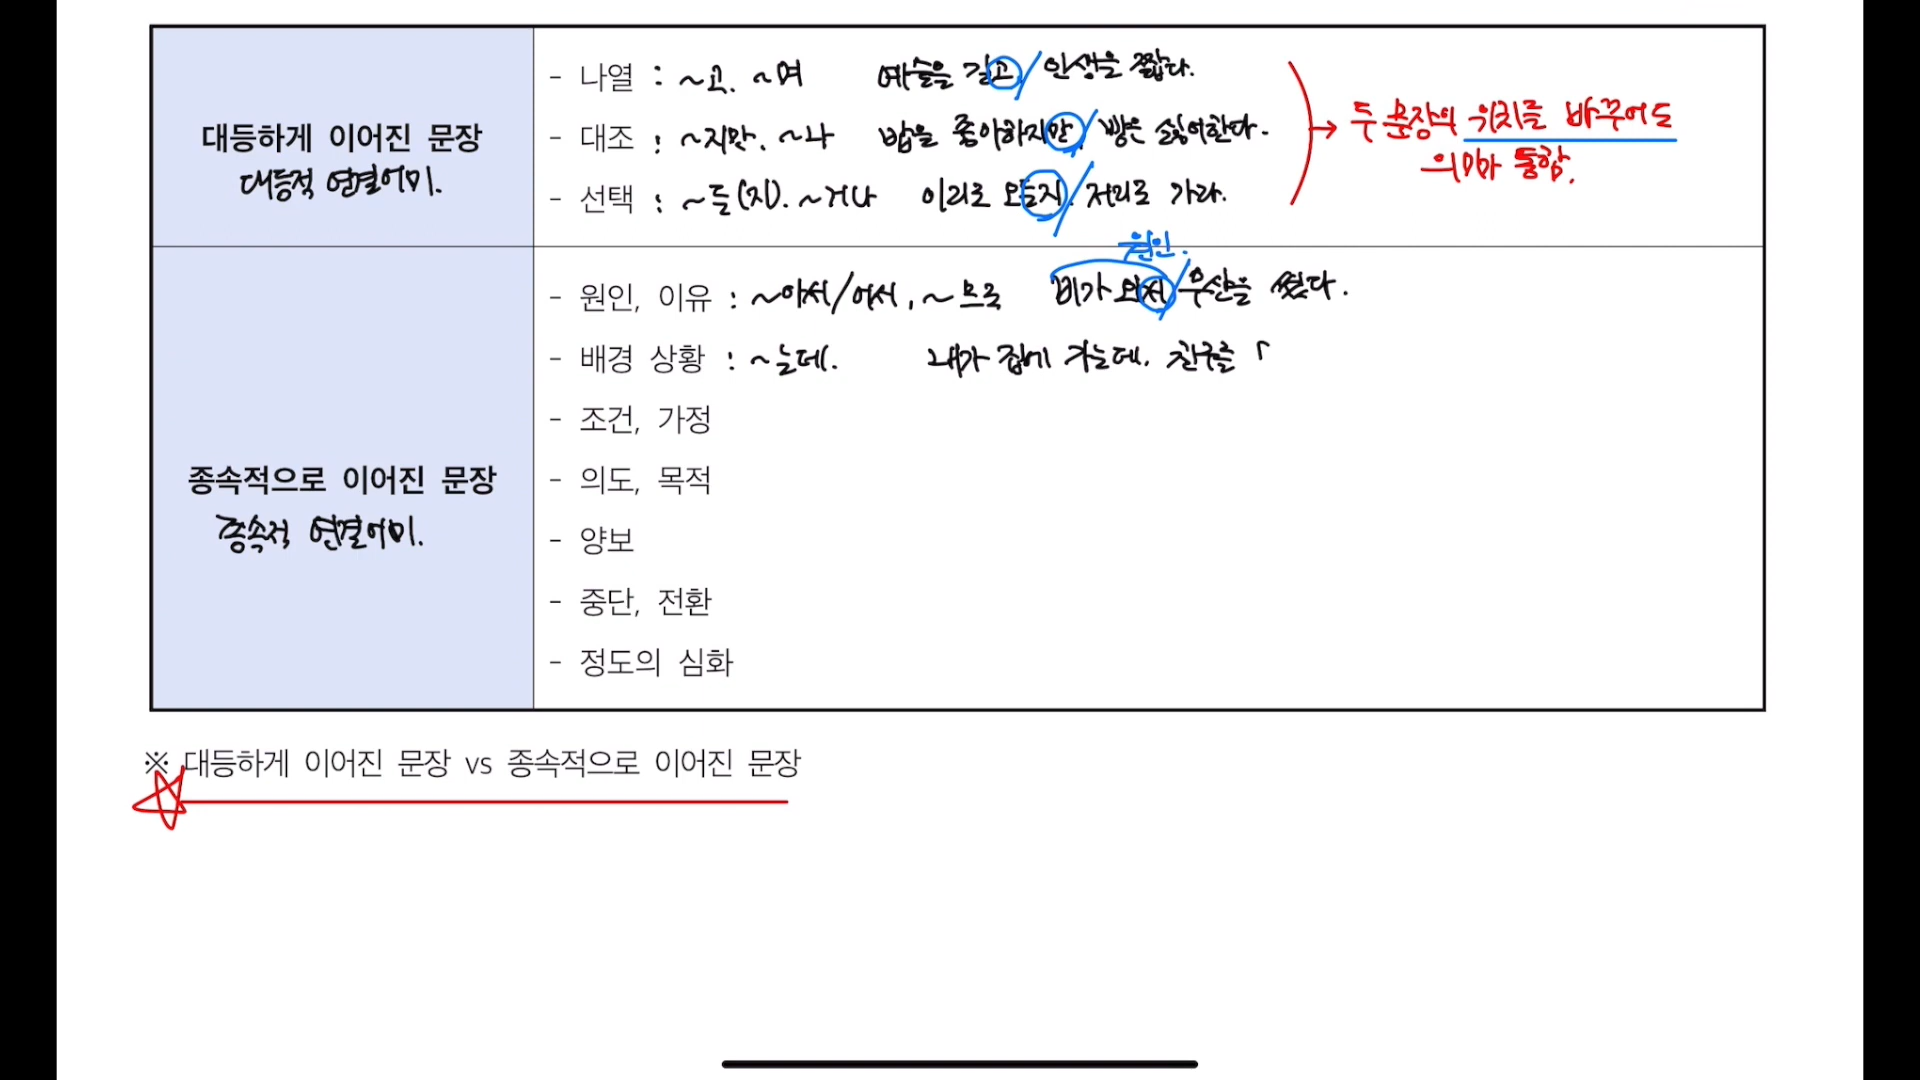 대등하게 이어진 문장
대등적 연결어미.
- 나열 : ~고. ~며 예술을 길고 / 인생을 짧다.
- 대조 : ~지만. ~나 밥을 좋아하지만 / 빵은 싫어한다.
- 선택 : ~든(지). ~거나 이리로 오든지 / 저리로 가라.
→ 두 문장의 위치를 바꾸어도
의미가 통함.
종속적으로 이어진 문장
종속적 연결어미.
원인.
- 원인, 이유 : ~아서/어서, ~므로 비가 와서 / 우산을 썼다.
- 배경 상황 : ~는데. 내가 집에 가는데. 친구를
- 조건, 가정
- 의도, 목적
- 양보
- 중단, 전환
- 정도의 심화
※ 대등하게 이어진 문장 vs 종속적으로 이어진 문장